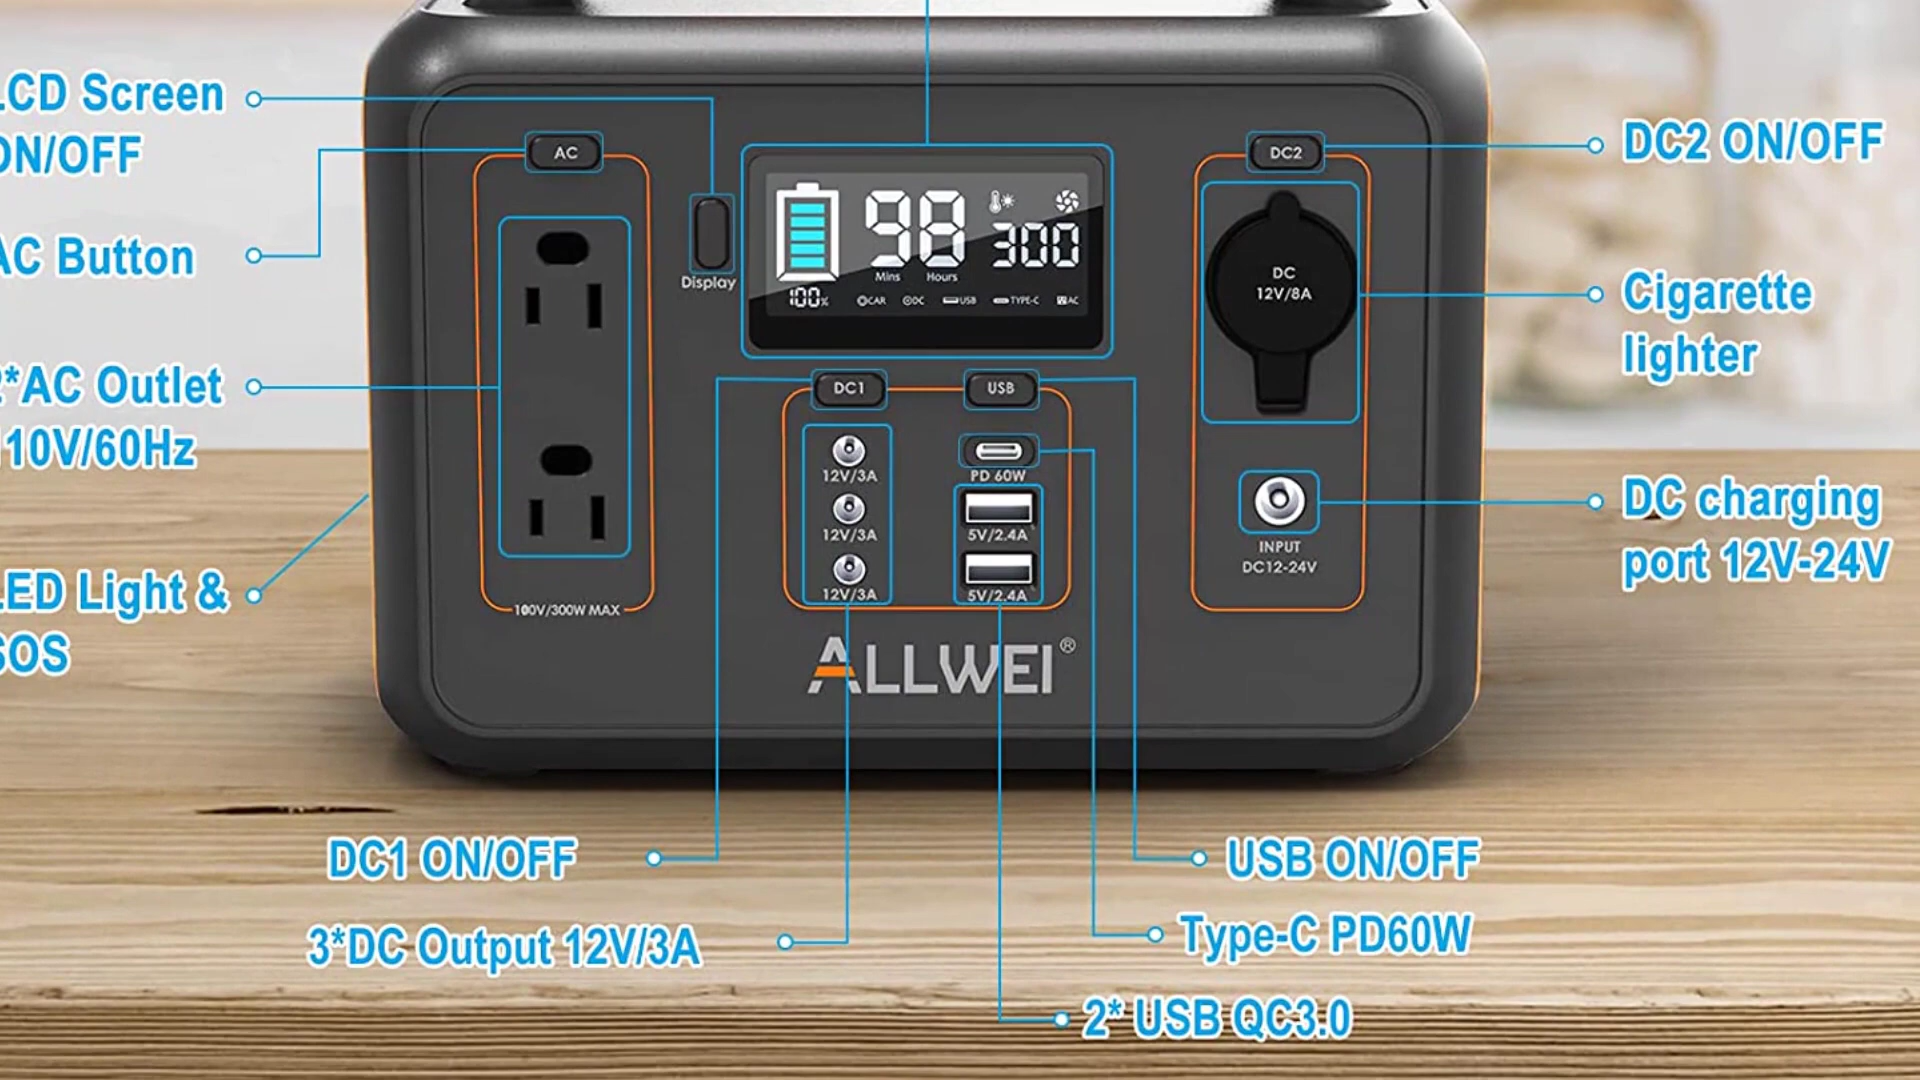 LCD Screen
ON/OFF
AC Button
2*AC Outlet
110V/60Hz
LED Light &
SOS
AC
Display
98
Mins Hours
300
100%
CAR DC USB TYPE-C AC
DC2
DC
12V/8A
DC1
USB
12V/3A
12V/3A
12V/3A
PD 60W
5V/2.4A
5V/2.4A
INPUT
DC12-24V
100V/300W MAX
ALLWEI®
DC2 ON/OFF
Cigarette
lighter
DC charging
port 12V-24V
DC1 ON/OFF
3*DC Output 12V/3A
USB ON/OFF
Type-C PD60W
2* USB QC3.0